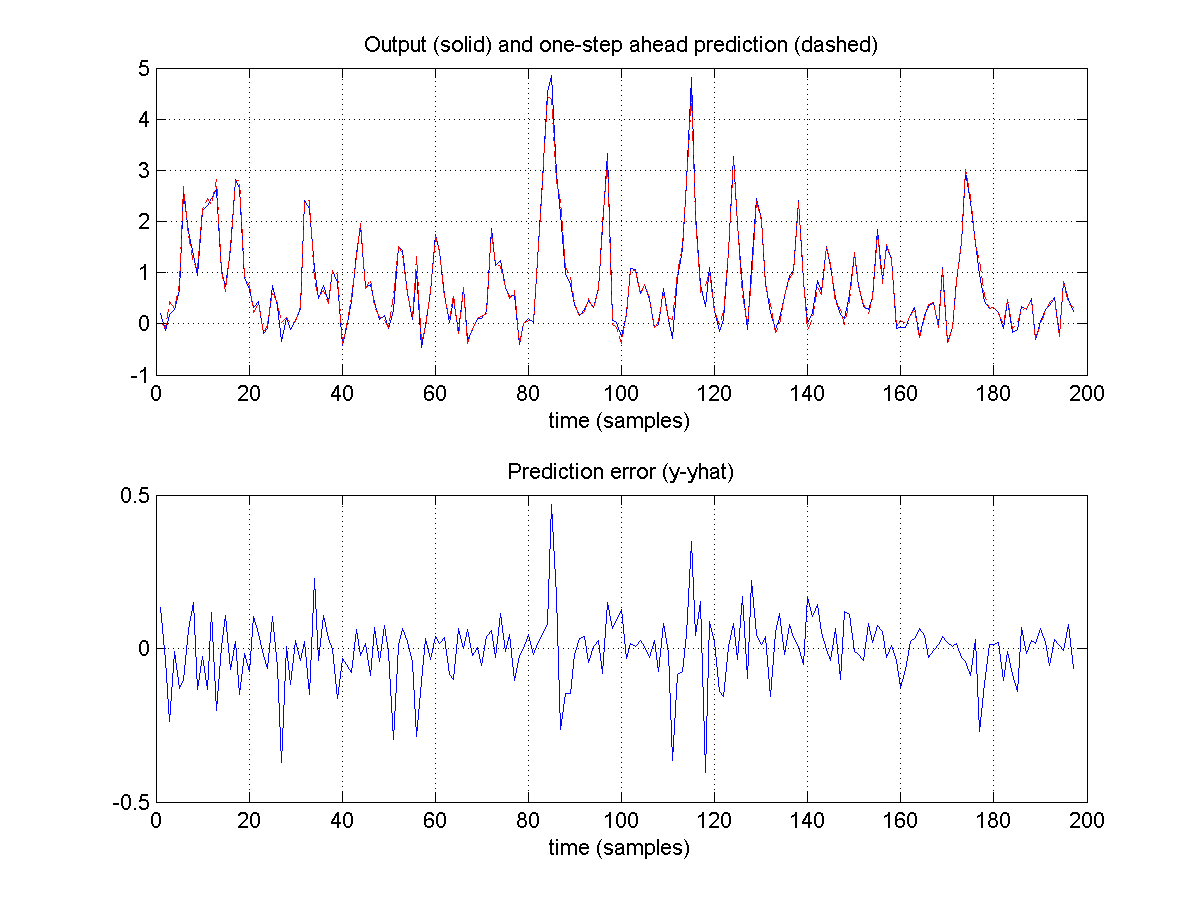 Output (solid) and one-step ahead prediction (dashed)
5
4
3
2
1
0
-1
0 20 40 60 80 100 120 140 160 180 200
time (samples)
Prediction error (y-yhat)
0.5
0
-0.5
0 20 40 60 80 100 120 140 160 180 200
time (samples)